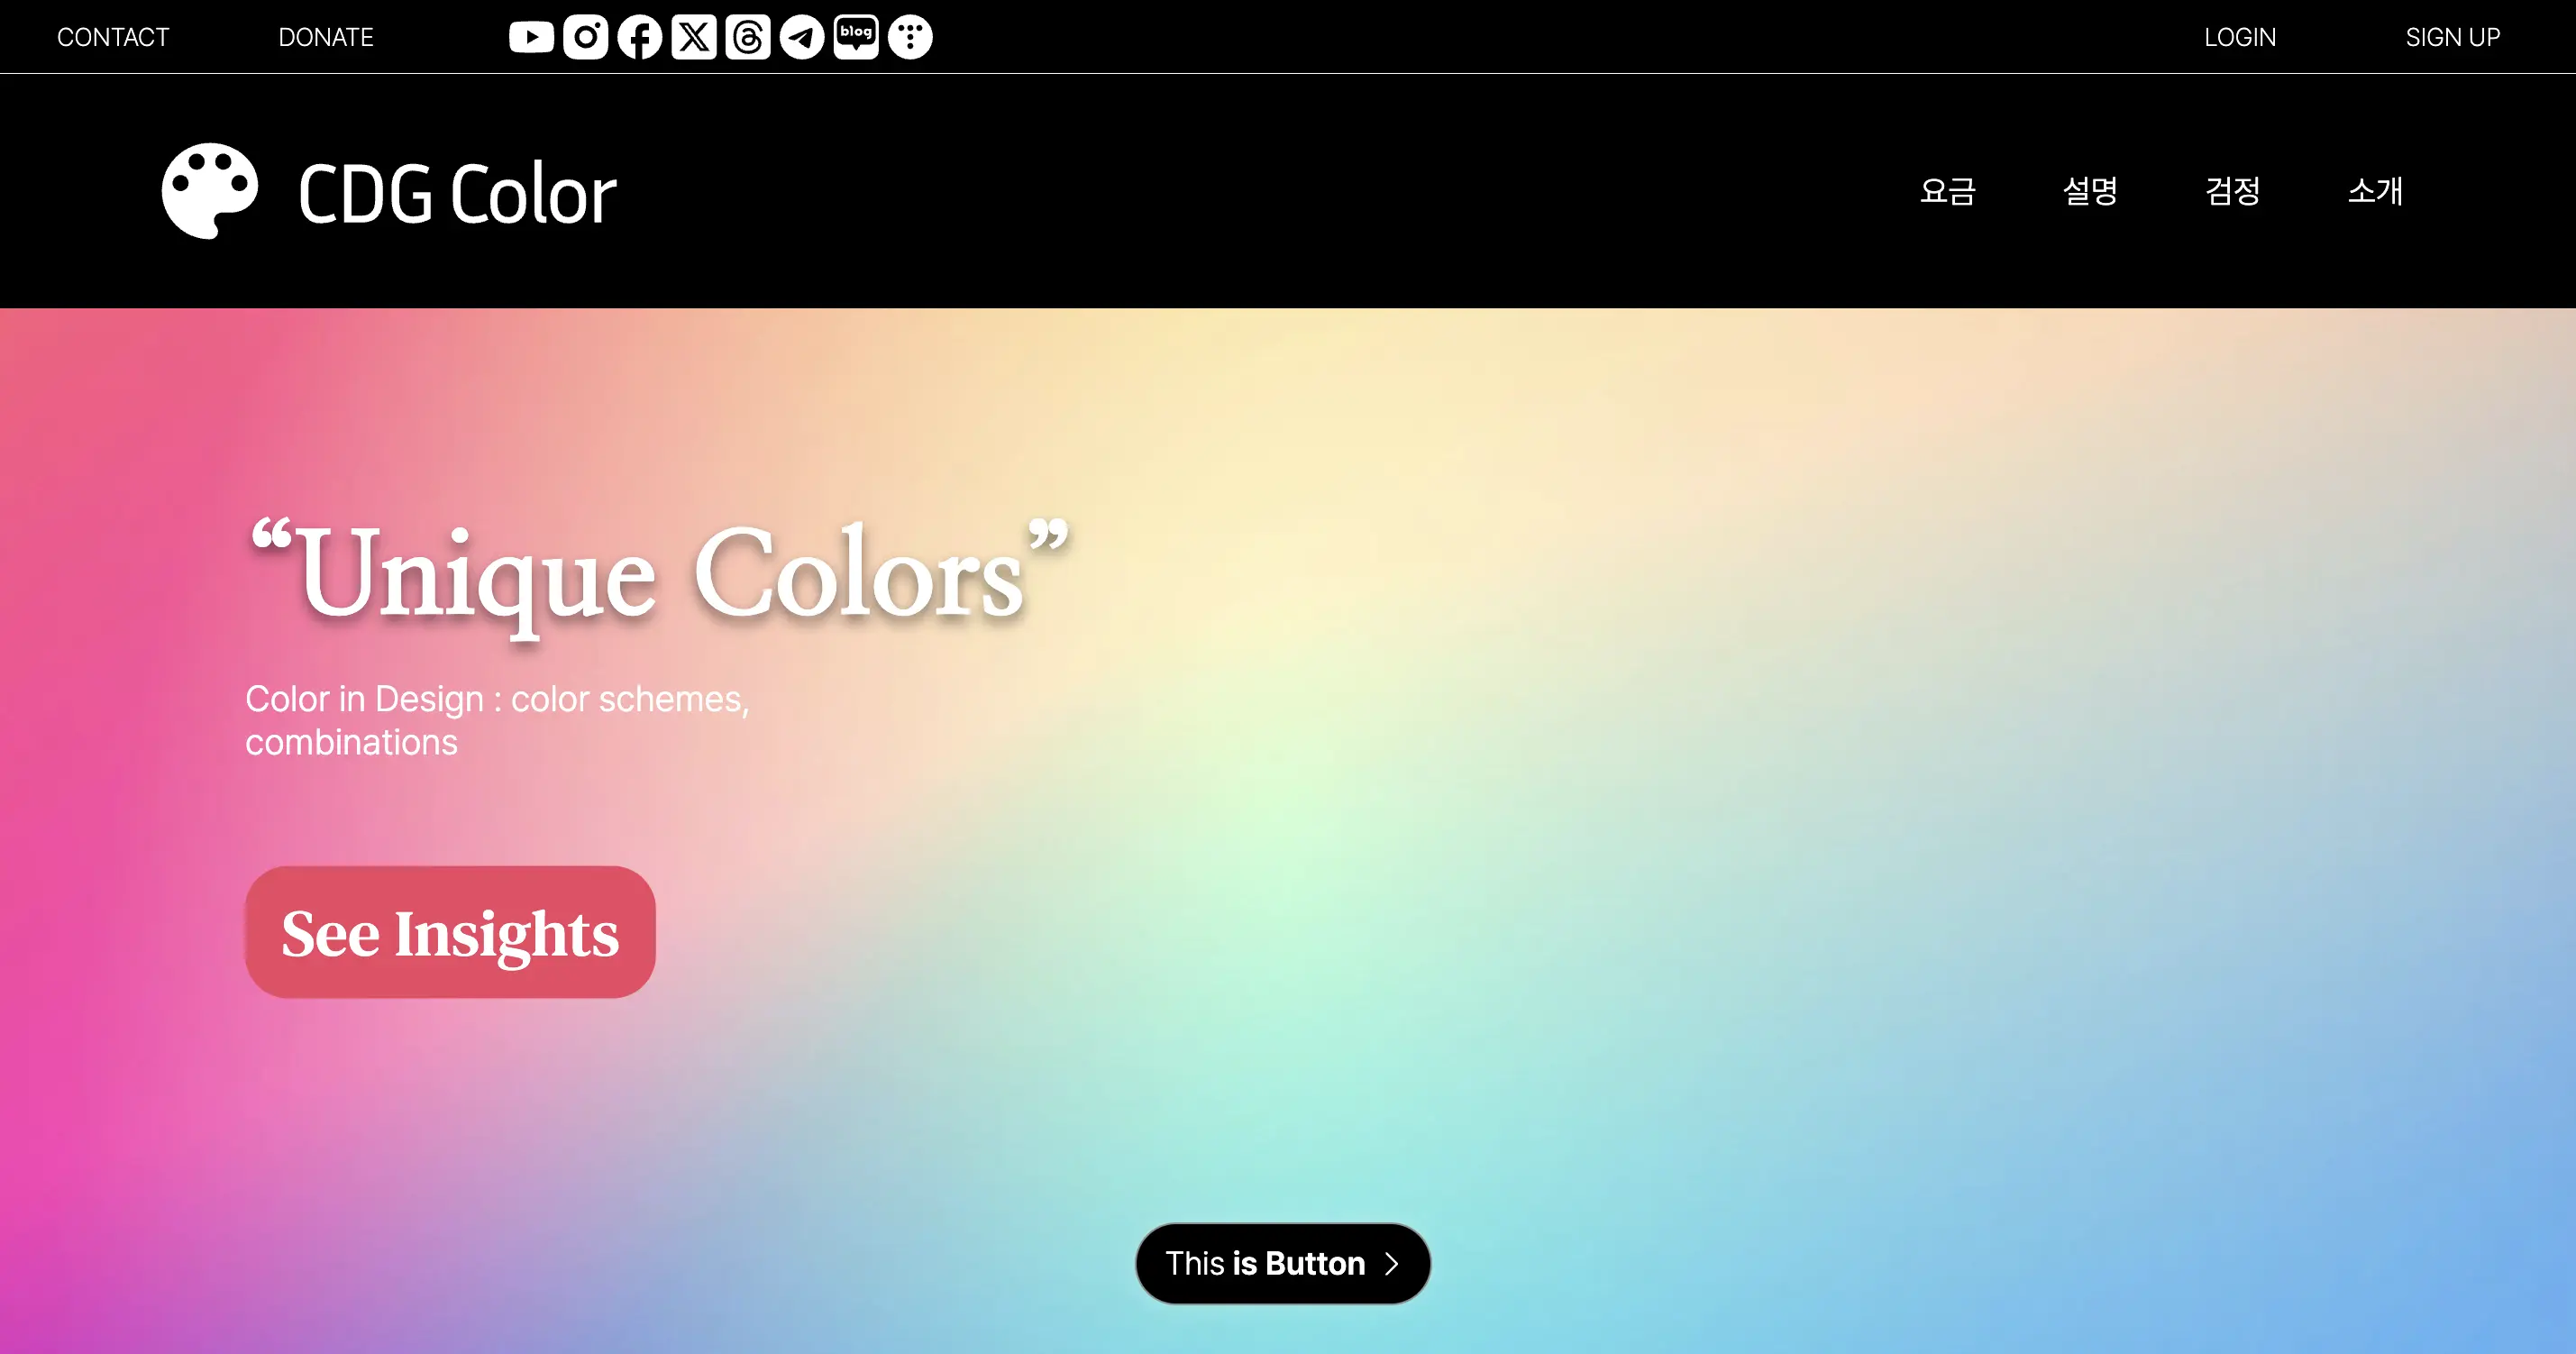 CONTACT DONATE blog LOGIN SIGN UP
CDG Color 요금 설명 검정 소개
“Unique Colors”
Color in Design : color schemes,
combinations
See Insights
This is Button